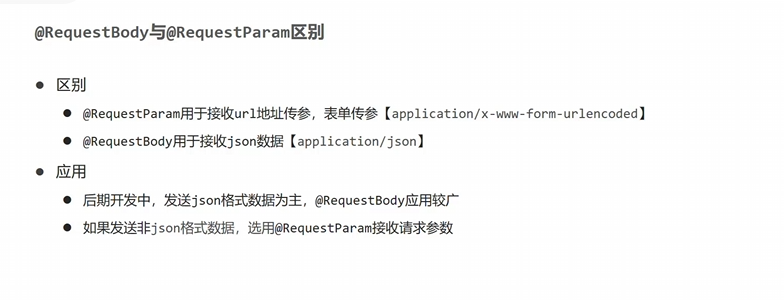 @RequestBody与@RequestParam区别
● 区别
● @RequestParam用于接收url地址传参，表单传参【application/x-www-form-urlencoded】
● @RequestBody用于接收json数据【application/json】
● 应用
● 后期开发中，发送json格式数据为主，@RequestBody应用较广
● 如果发送非json格式数据，选用@RequestParam接收请求参数